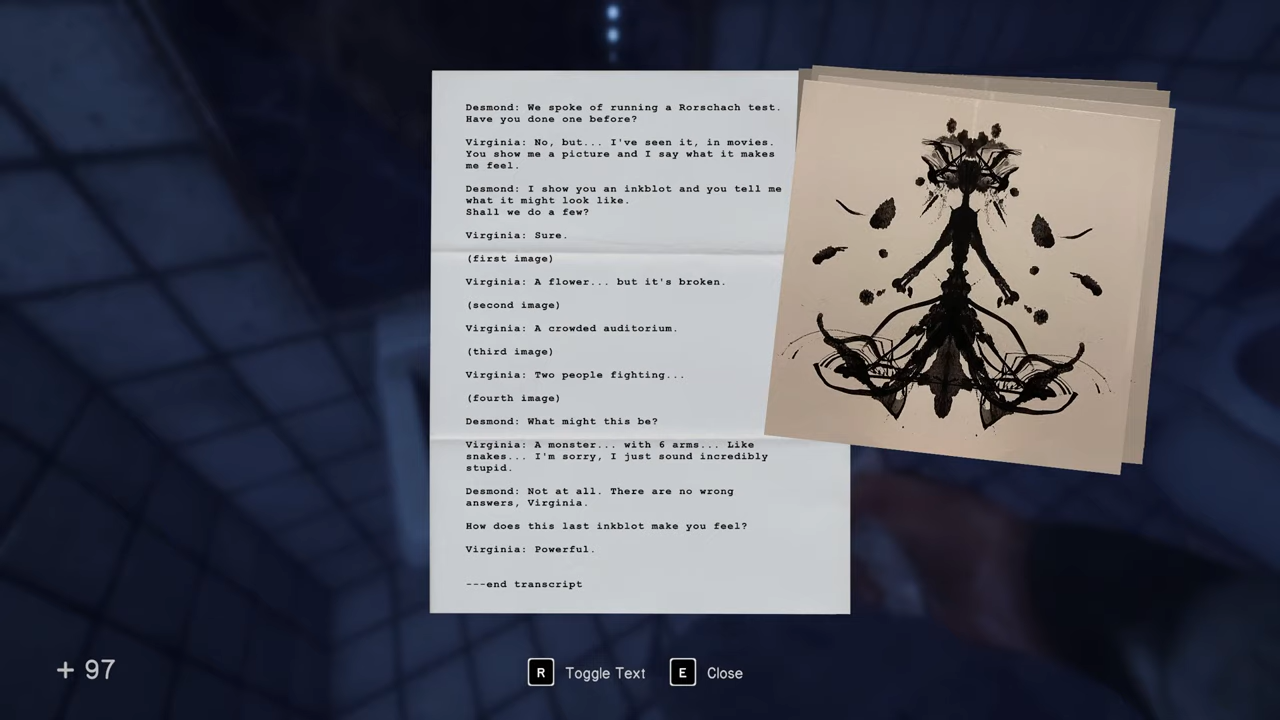 Desmond: We spoke of running a Rorschach test.
Have you done one before?
Virginia: No, but... I've seen it, in movies.
You show me a picture and I say what it makes
me feel.
Desmond: I show you an inkblot and you tell me
what it might look like.
Shall we do a few?
Virginia: Sure.
(first image)
Virginia: A flower... but it's broken.
(second image)
Virginia: A crowded auditorium.
(third image)
Virginia: Two people fighting...
(fourth image)
Desmond: What might this be?
Virginia: A monster... with 6 arms... Like
snakes... I'm sorry, I just sound incredibly
stupid.
Desmond: Not at all. There are no wrong
answers, Virginia.
How does this last inkblot make you feel?
Virginia: Powerful.
---end transcript
+ 97
R Toggle Text E Close